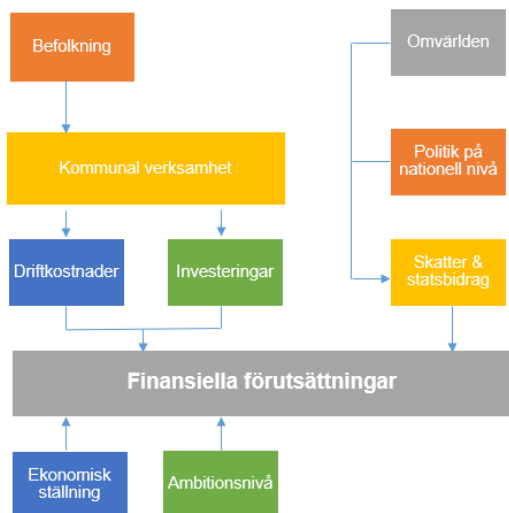 Befolkning
Omvärlden
Kommunal verksamhet
Politik på
nationell nivå
Driftkostnader
Investeringar
Skatter &
statsbidrag
Finansiella förutsättningar
Ekonomisk
ställning
Ambitionsnivå